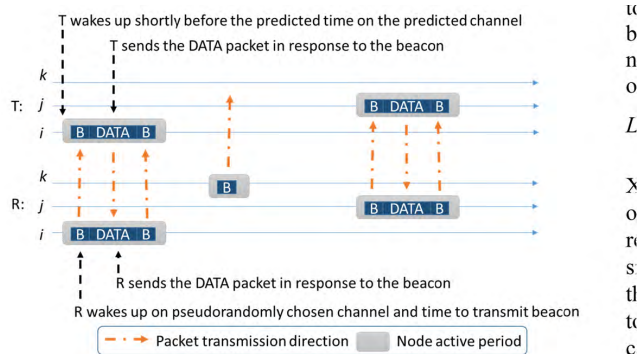 T wakes up shortly before the predicted time on the predicted channel
T sends the DATA packet in response to the beacon
k
T: j
B DATA B
i
B DATA B
k
B
R: j
B DATA B
i
B DATA B
R sends the DATA packet in response to the beacon
R wakes up on pseudorandomly chosen channel and time to transmit beacon
Packet transmission direction
Node active period